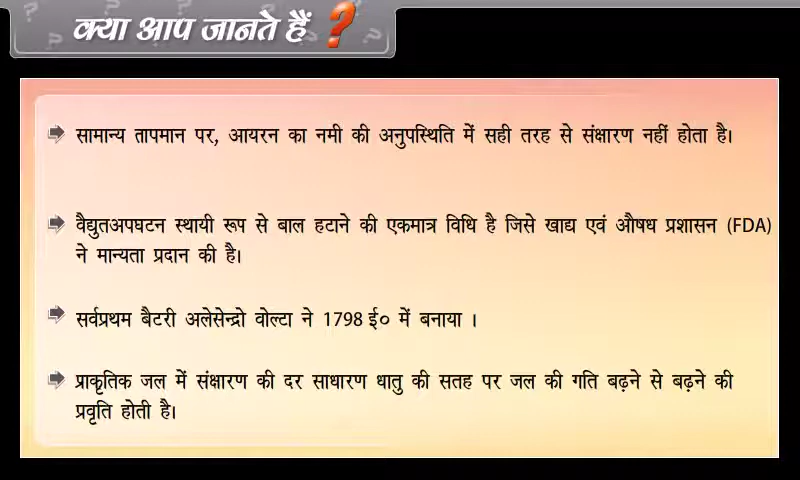 क्या आप जानते हैं ?
सामान्य तापमान पर, आयरन का नमी की अनुपस्थिति में सही तरह से संक्षारण नहीं होता है।
वैद्युतअपघटन स्थायी रूप से बाल हटाने की एकमात्र विधि है जिसे खाद्य एवं औषध प्रशासन (FDA)
ने मान्यता प्रदान की है।
सर्वप्रथम बैटरी अलेसेन्द्रो वोल्टा ने 1798 ई० में बनाया ।
प्राकृतिक जल में संक्षारण की दर साधारण धातु की सतह पर जल की गति बढ़ने से बढ़ने की
प्रवृति होती है।